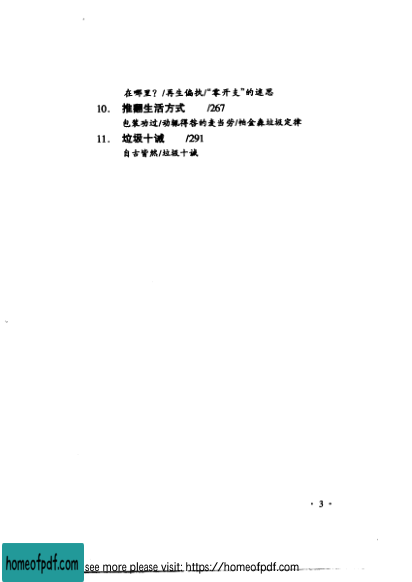 在哪里？/再生偏执/“零开支”的迷思
10. 推翻生活方式 /267
包装功过/动辄得咎的麦当劳/帕金森垃圾定律
11. 垃圾十诫 /291
自古皆然/垃圾十诫
· 3 ·
homeofpdf.com
see more please visit: https://homeofpdf.com